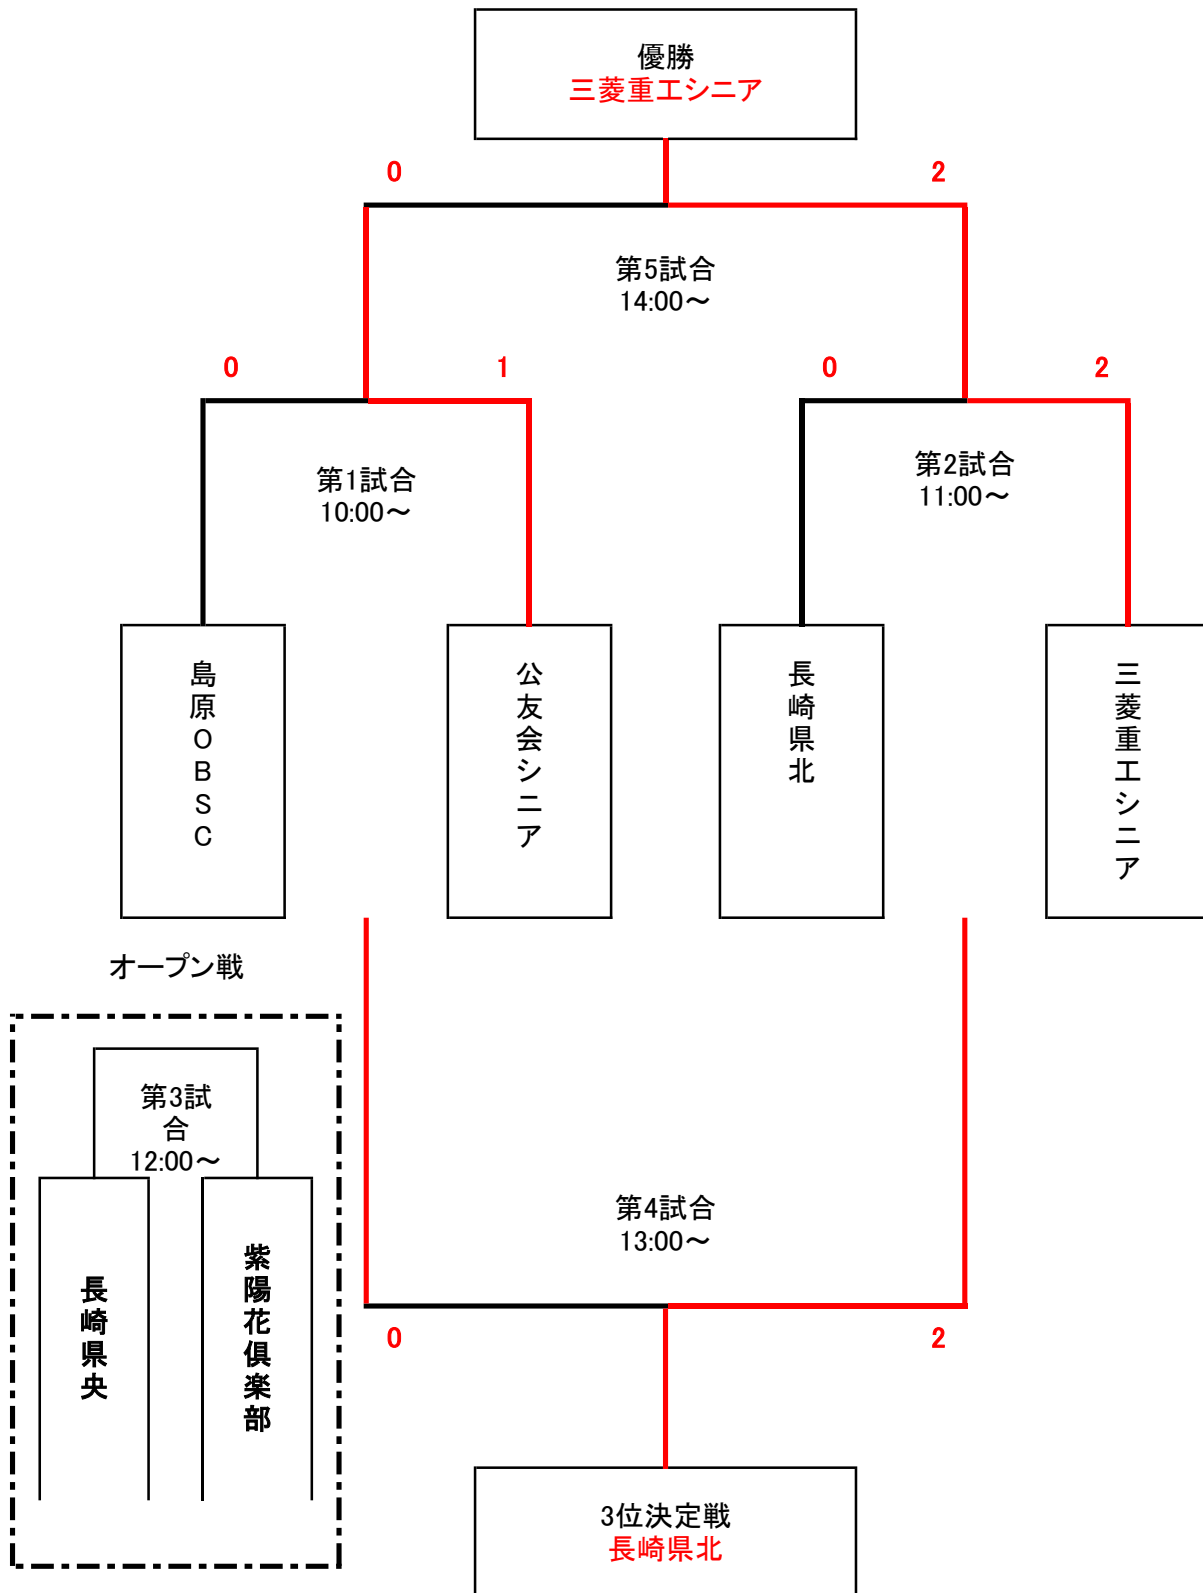 優勝
三菱重工シニア
0
2
第5試合
14:00～
0
1
0
2
第1試合
10:00～
第2試合
11:00～
島原OBSC
公友会シニア
長崎県北
三菱重工シニア
オープン戦
第3試
合
12:00～
長崎県央
紫陽花倶楽部
第4試合
13:00～
0
2
3位決定戦
長崎県北